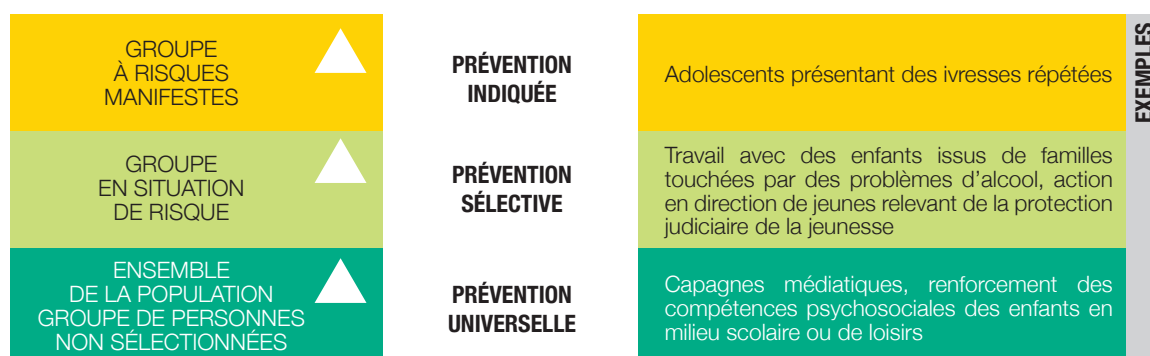 GROUPE
À RISQUES
MANIFESTES
PRÉVENTION
INDIQUÉE
Adolescents présentant des ivresses répétées
EXEMPLES
GROUPE
EN SITUATION
DE RISQUE
PRÉVENTION
SÉLECTIVE
Travail avec des enfants issus de familles
touchées par des problèmes d'alcool, action
en direction de jeunes relevant de la protection
judiciaire de la jeunesse
ENSEMBLE
DE LA POPULATION
GROUPE DE PERSONNES
NON SÉLECTIONNÉES
PRÉVENTION
UNIVERSELLE
Capagnes médiatiques, renforcement des
compétences psychosociales des enfants en
milieu scolaire ou de loisirs